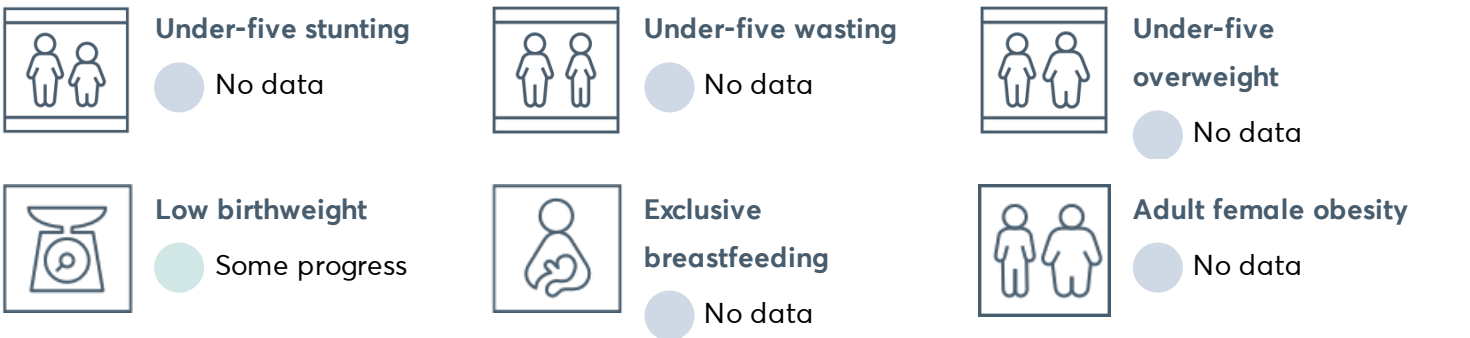 Under-five stunting
No data
Under-five wasting
No data
Under-five
overweight
No data
Low birthweight
Some progress
Exclusive
breastfeeding
No data
Adult female obesity
No data